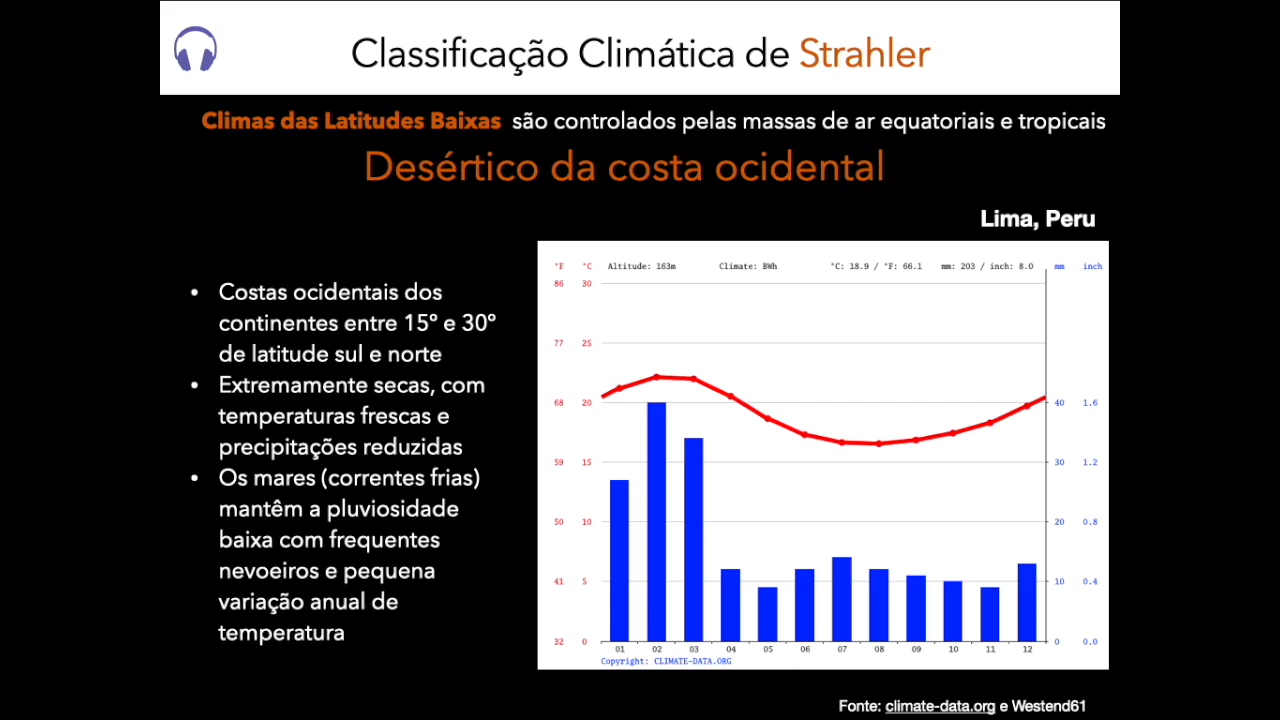 Classificação Climática de Strahler
Climas das Latitudes Baixas são controlados pelas massas de ar equatoriais e tropicais
Desértico da costa ocidental
Lima, Peru
• Costas ocidentais dos
continentes entre 15º e 30º
de latitude sul e norte
• Extremamente secas, com
temperaturas frescas e
precipitações reduzidas
• Os mares (correntes frias)
mantêm a pluviosidade
baixa com frequentes
nevoeiros e pequena
variação anual de
temperatura
°F °C Altitude: 163m Climate: BWh °C: 18.9 / °F: 66.1 mm: 203 / inch: 8.0 mm inch
86 30
77 25
68 20 40 1.6
59 15 30 1.2
50 10 20 0.8
41 5 10 0.4
32 0 0 0.0
01 02 03 04 05 06 07 08 09 10 11 12
Copyright: CLIMATE-DATA.ORG
Fonte: climate-data.org e Westend61